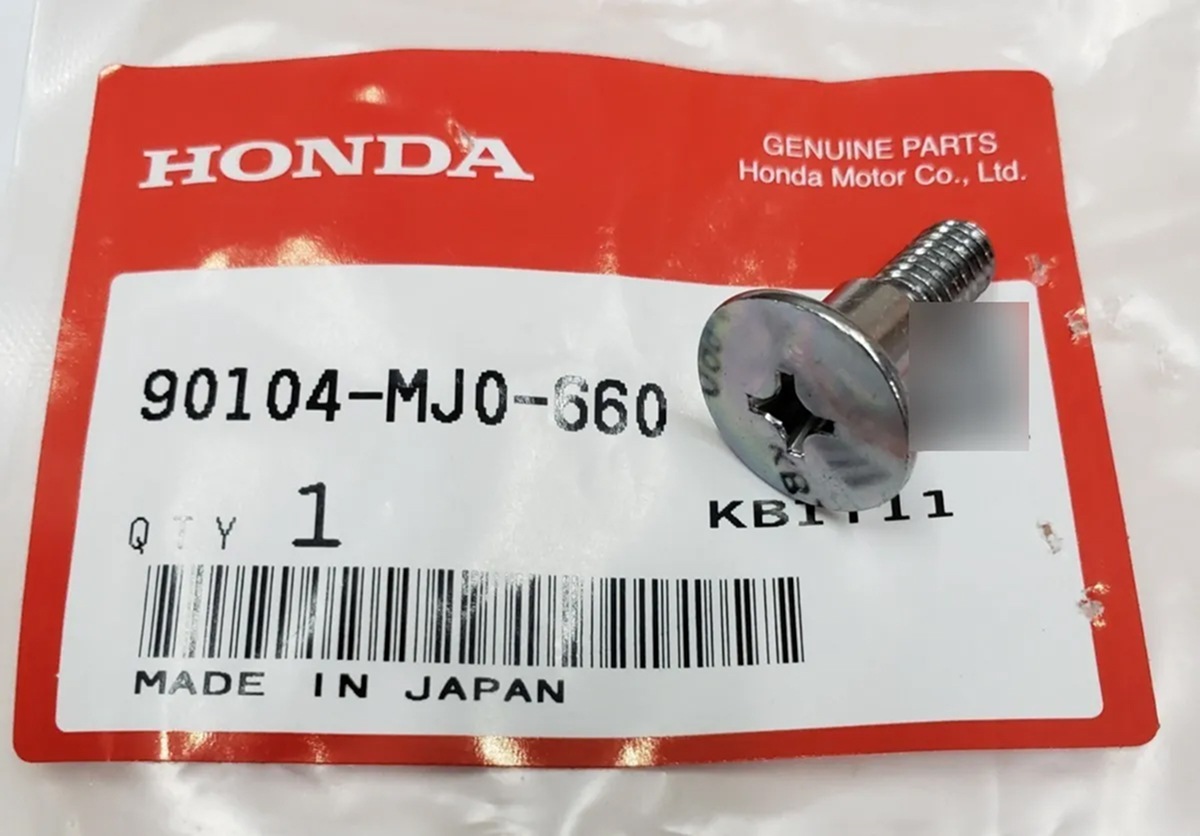 HONDA
GENUINE PARTS
Honda Motor Co., Ltd.
90104-MJ0-660
QTY 1
MADE IN JAPAN